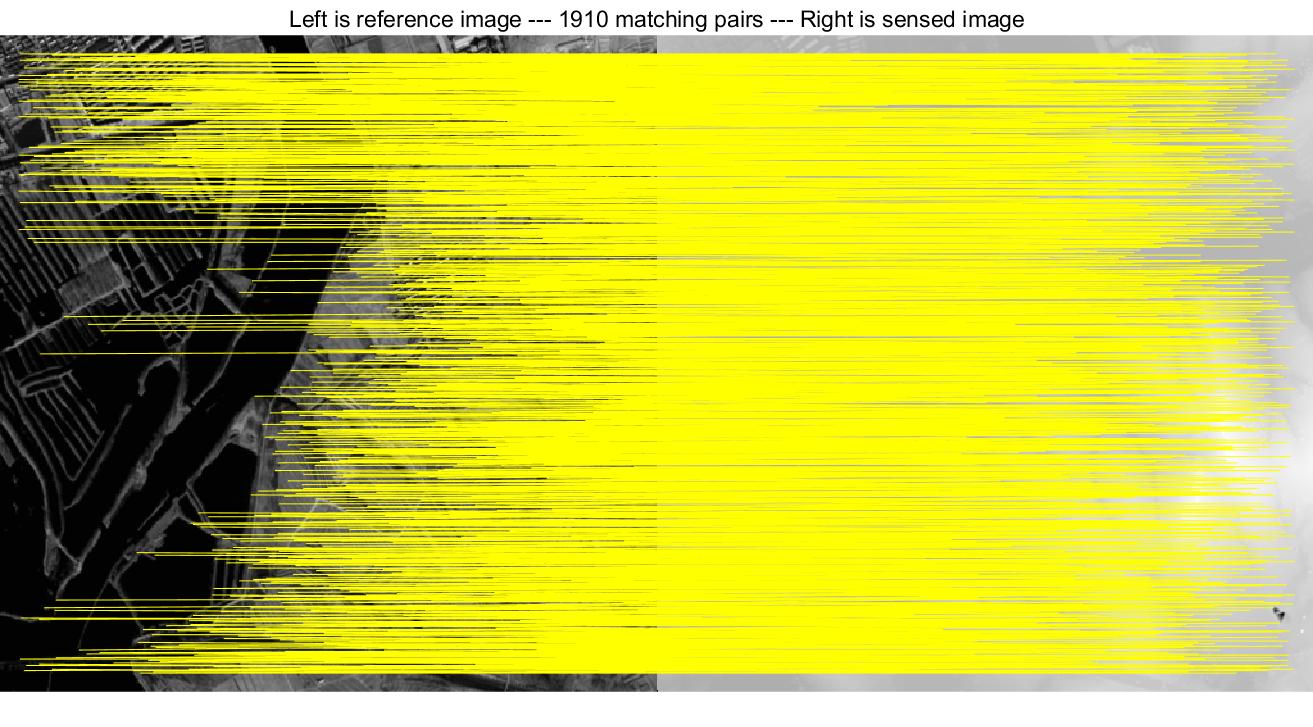 Left is reference image --- 1910 matching pairs --- Right is sensed image